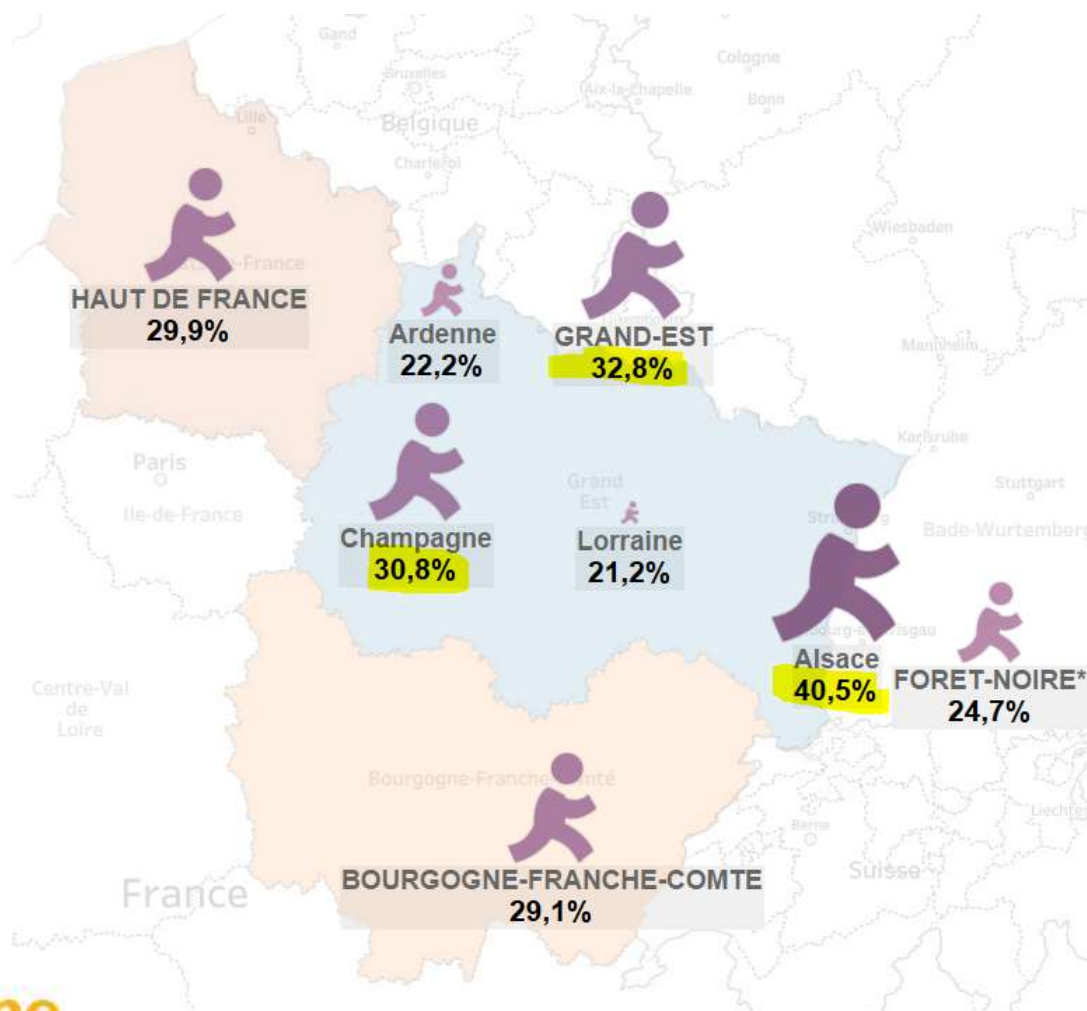 Gand
Cologne
Bruxelles
Aix-la-Chapelle
Bonn
Lille
Belgique
Charleroi
Wiesbaden
-France
HAUT DE FRANCE
29,9%
Ardenne
22,2%
GRAND-EST
32,8%
Mannheim
Karlsruhe
Paris
Ile-de-France
Grand
Est
Stuttgart
Bade-Wurtemberg
Champagne
30,8%
Lorraine
21,2%
Alsace
40,5%
FORET-NOIRE*
24,7%
Centre-Val
de
Loire
Bourgogne-Franche-Comté
Berne
Suisse
France
BOURGOGNE-FRANCHE-COMTE
29,1%